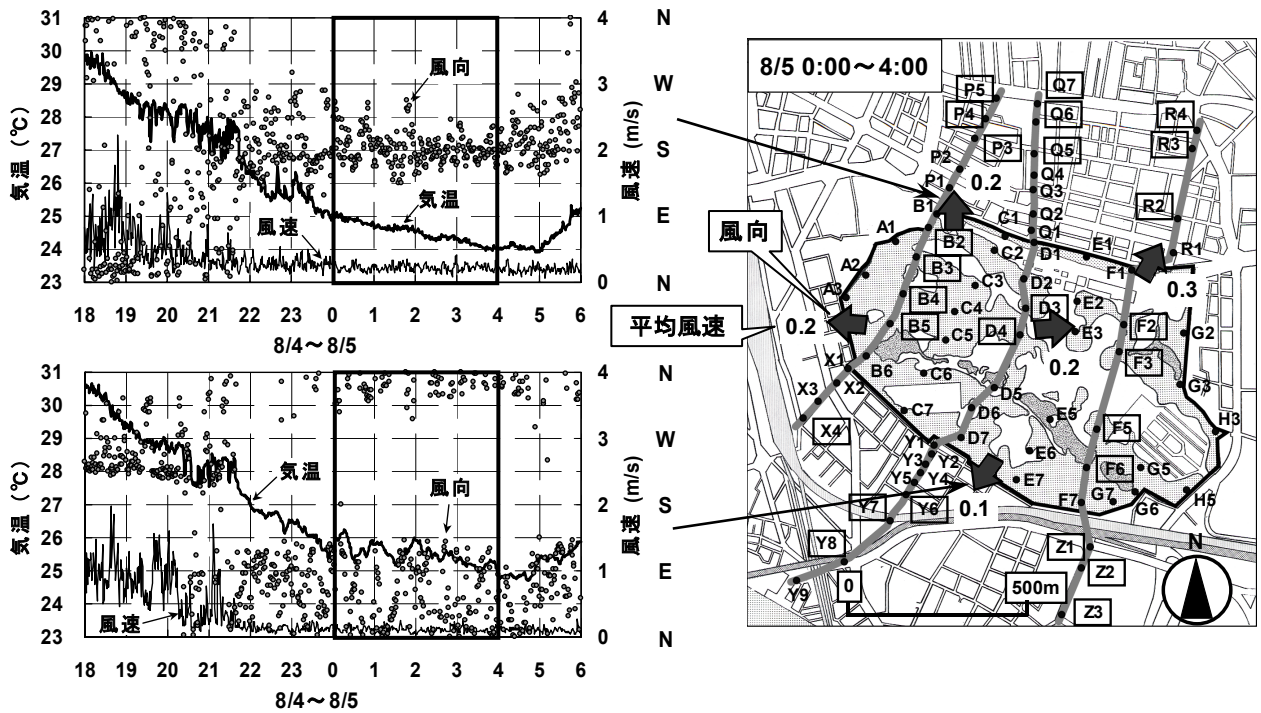 31
30
29
28
27
26
25
24
23
気温 (℃)
風向
気温
風速
4
3
2
1
0
風速 (m/s)
N
W
S
E
N
18 19 20 21 22 23 0 1 2 3 4 5 6
8/4～8/5
31
30
29
28
27
26
25
24
23
気温 (℃)
気温
風向
風速
4
3
2
1
0
風速 (m/s)
N
W
S
E
N
18 19 20 21 22 23 0 1 2 3 4 5 6
8/4～8/5
8/5 0:00～4:00
風向
平均風速
P5
P4
P3
P2
P1
Q7
Q6
Q5
Q4
Q3
Q2
Q1
R4
R3
R2
R1
0.2
B1
A1
A2
A3
B2
B3
B4
B5
B6
C1
C2
C3
C4
C5
C6
C7
D1
D2
D3
D4
D5
D6
D7
E1
E2
E3
E5
E6
E7
F1
F2
F3
F5
F6
F7
0.3
G2
G3
G5
G6
G7
H3
H5
0.2
0.2
0.1
X1
X2
X3
X4
Y1
Y2
Y3
Y4
Y5
Y6
Y7
Y8
Y9
Z1
Z2
Z3
0
500m
N